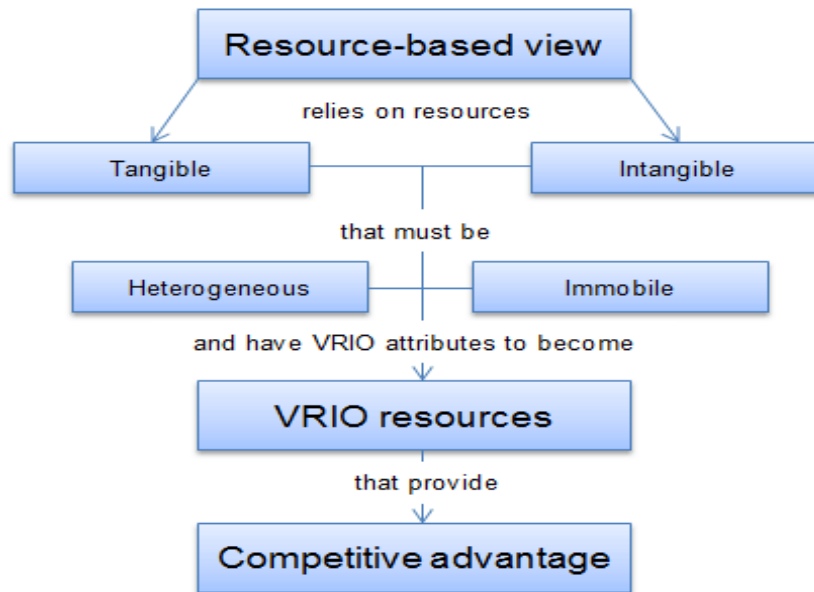 Resource-based view
relies on resources
Tangible
Intangible
that must be
Heterogeneous
Immobile
and have VRIO attributes to become
VRIO resources
that provide
Competitive advantage